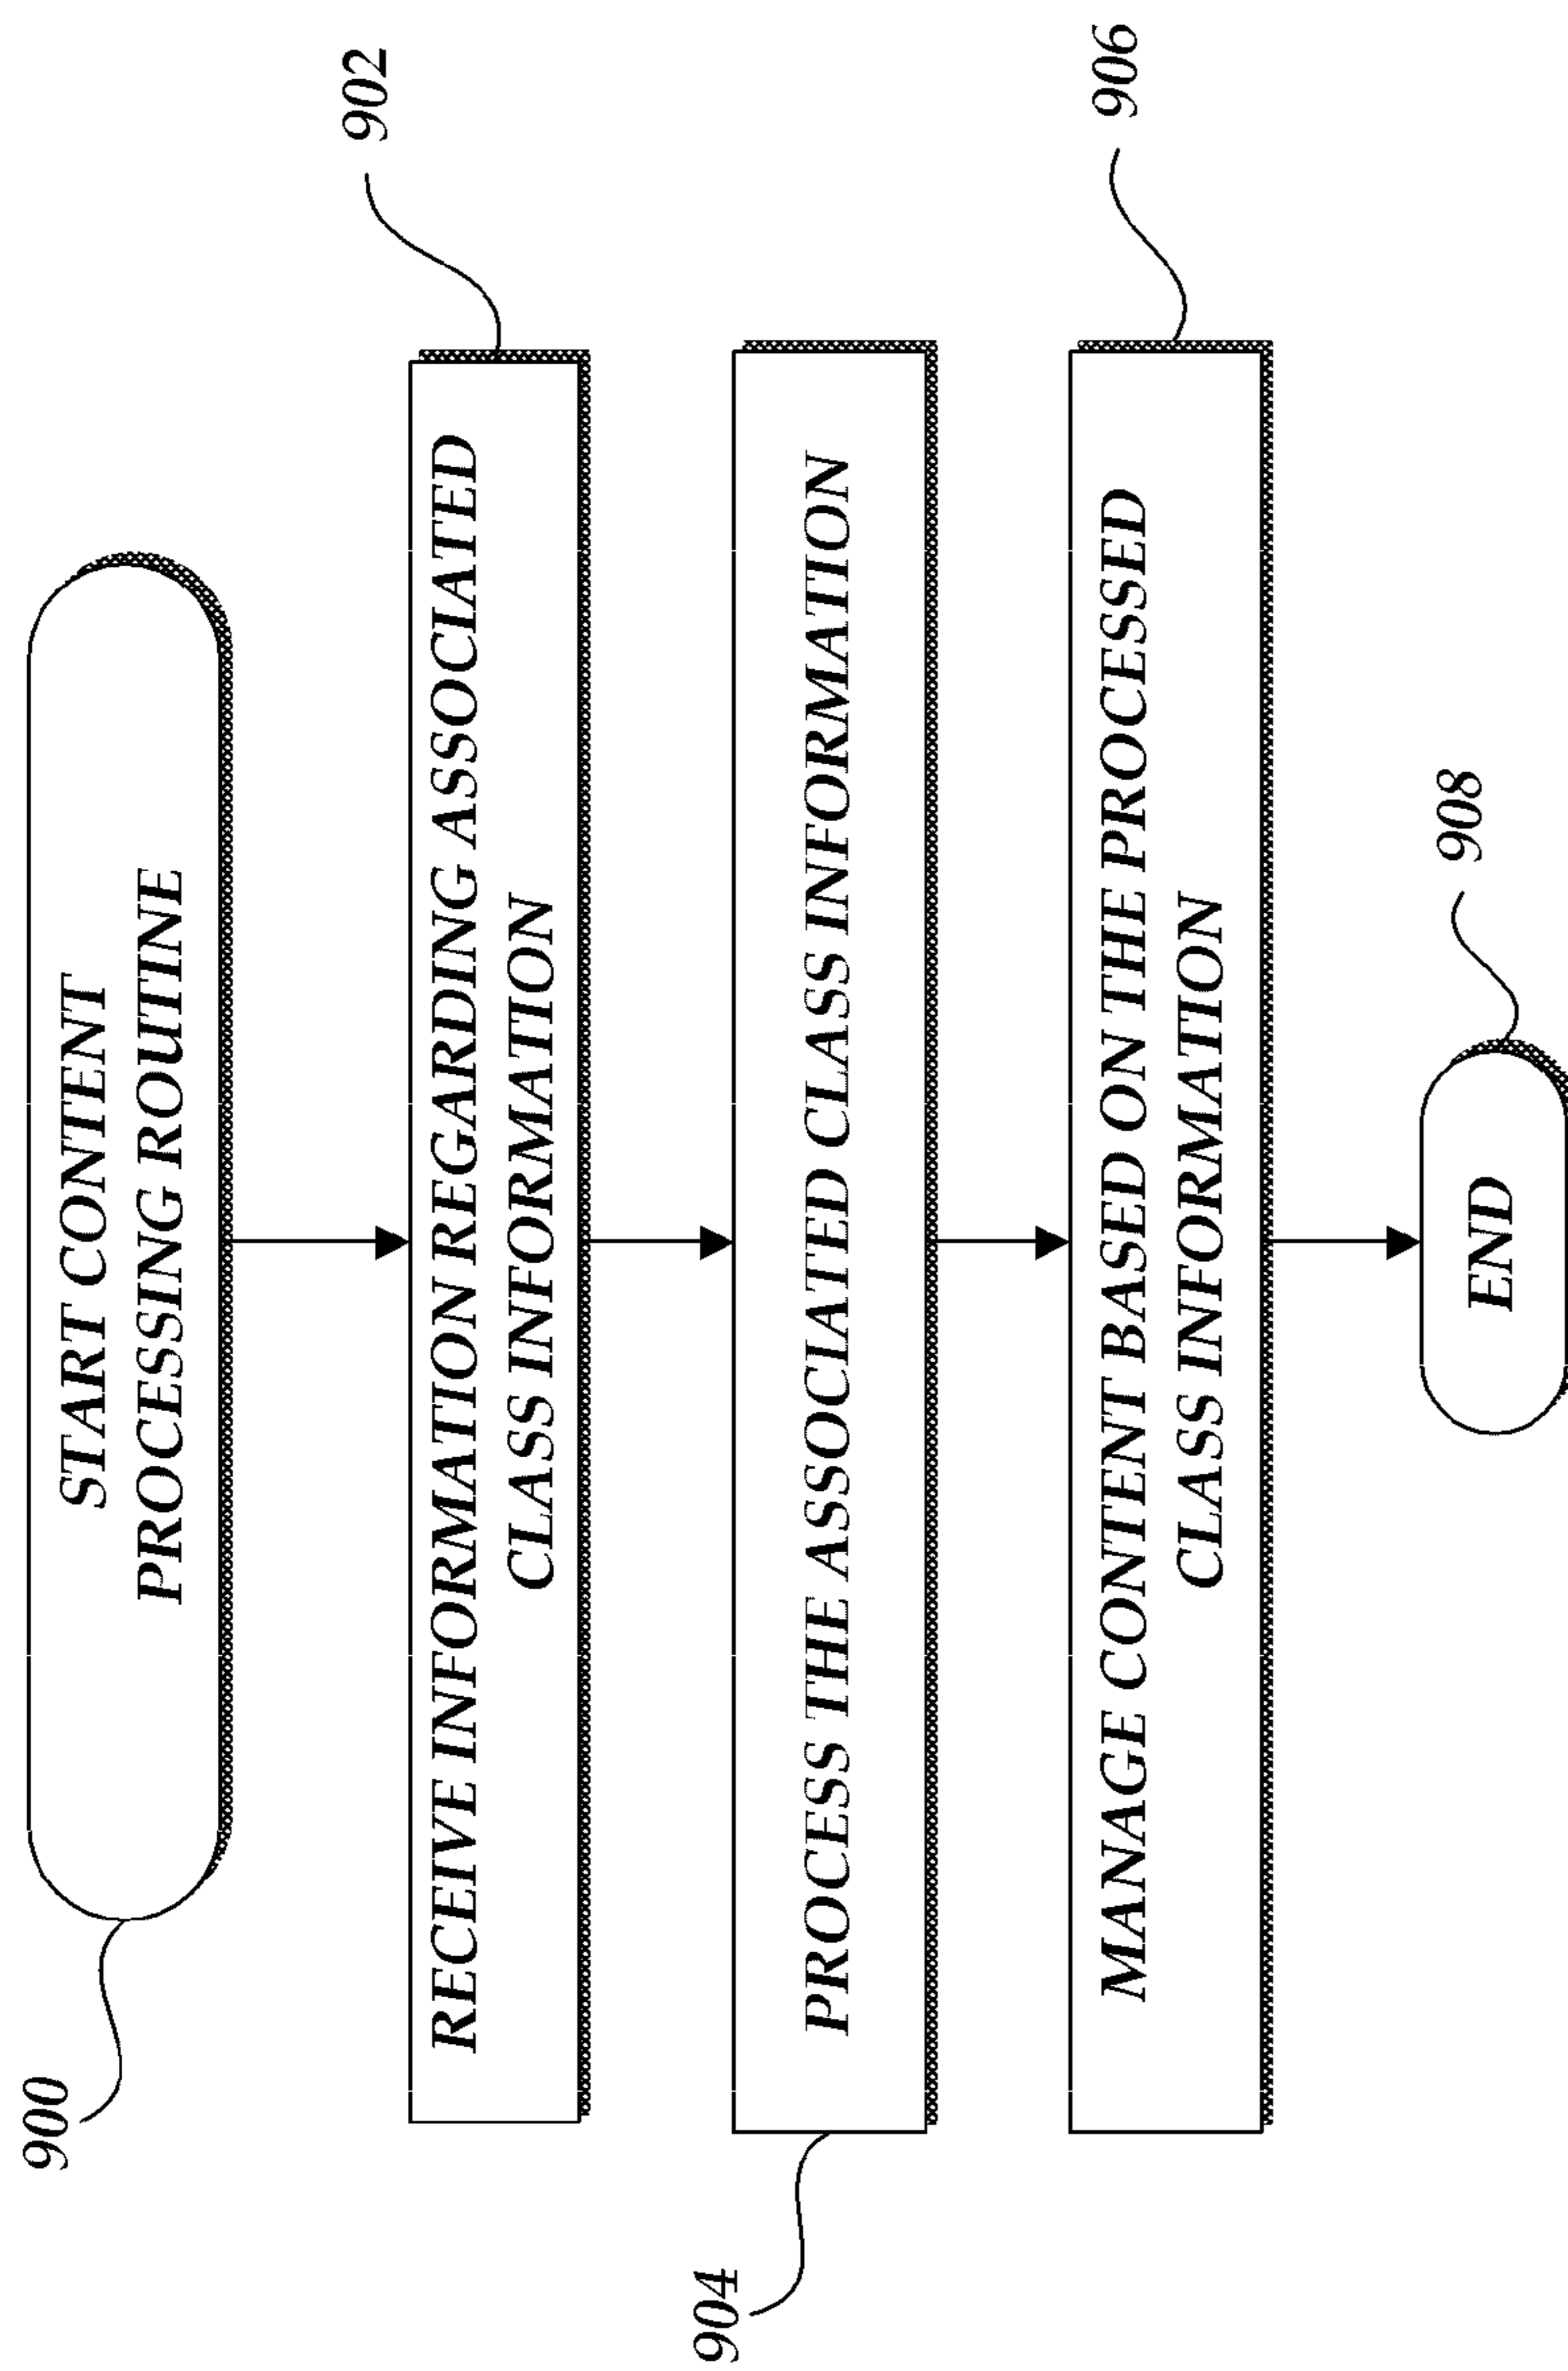 900
START CONTENT
PROCESSING ROUTINE
902
RECEIVE INFORMATION REGARDING ASSOCIATED
CLASS INFORMATION
904
PROCESS THE ASSOCIATED CLASS INFORMATION
906
MANAGE CONTENT BASED ON THE PROCESSED
CLASS INFORMATION
908
END